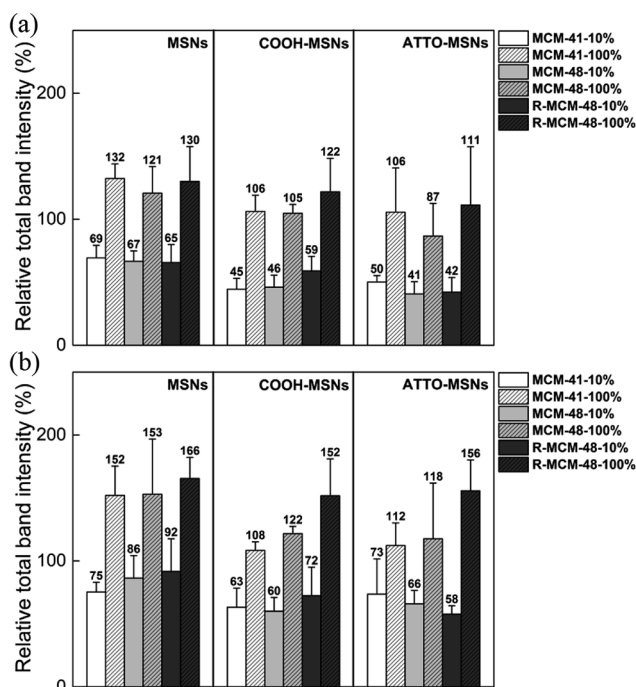 (a)
MSNs
COOH-MSNs
ATTO-MSNs
MCM-41-10%
MCM-41-100%
MCM-48-10%
MCM-48-100%
R-MCM-48-10%
R-MCM-48-100%
Relative total band intensity (%)
200
100
0
69
132
67
121
65
130
45
106
46
105
59
122
50
106
41
87
42
111
(b)
MSNs
COOH-MSNs
ATTO-MSNs
MCM-41-10%
MCM-41-100%
MCM-48-10%
MCM-48-100%
R-MCM-48-10%
R-MCM-48-100%
Relative total band intensity (%)
200
100
0
75
152
86
153
92
166
63
108
60
122
72
152
73
112
66
118
58
156